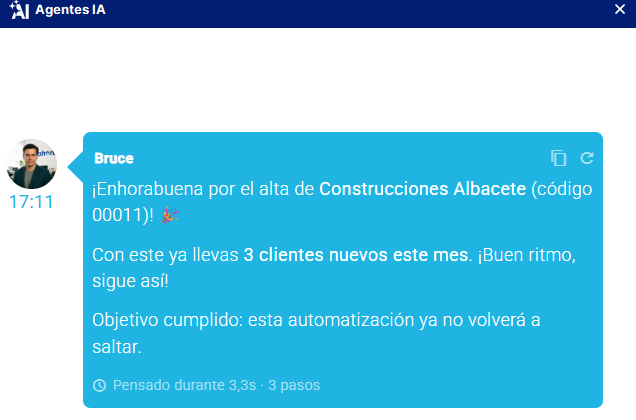 AI Agentes IA
Bruce
17:11
¡Enhorabuena por el alta de Construcciones Albacete (código
00011)! 🎉
Con este ya llevas 3 clientes nuevos este mes. ¡Buen ritmo,
sigue así!
Objetivo cumplido: esta automatización ya no volverá a
saltar.
Pensado durante 3,3s · 3 pasos